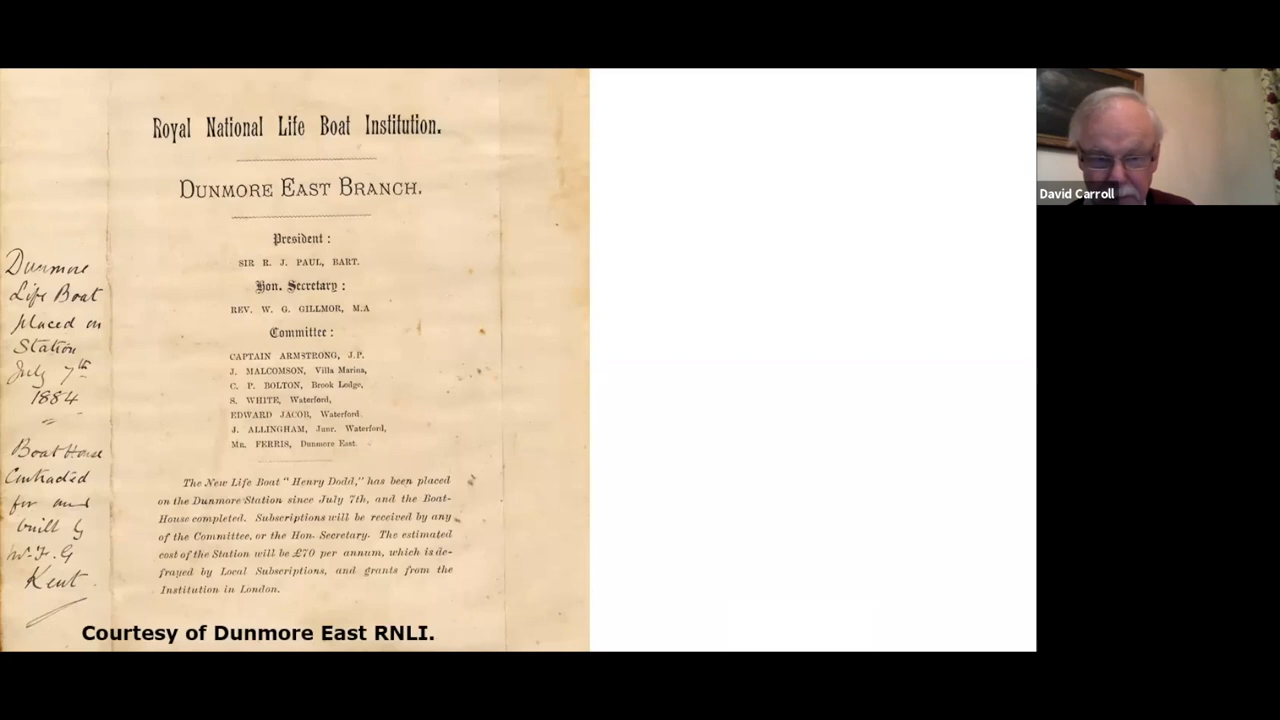 Royal National Life Boat Institution.
DUNMORE EAST BRANCH.
President :
SIR R. J. PAUL, BART.
Hon. Secretary :
REV. W. G. GILLMOR, M.A
Committee :
CAPTAIN ARMSTRONG, J.P.
J. MALCOMSON, Villa Marina,
C. P. BOLTON, Brook Lodge,
S. WHITE, Waterford,
EDWARD JACOB, Waterford.
J. ALLINGHAM, Junr. Waterford,
MR. FERRIS, Dunmore East.
The New Life Boat "Henry Dodd," has been placed
on the Dunmore Station since July 7th, and the Boat-
House completed. Subscriptions will be received by any
of the Committee, or the Hon. Secretary. The estimated
cost of the Station will be £70 per annum, which is de-
frayed by Local Subscriptions, and grants from the
Institution in London.
Dunmore
Life Boat
placed on
Station
July 7th
1884
Boat House
Contracted
for and
built by
W. F. G
Kent
Courtesy of Dunmore East RNLI.
David Carroll